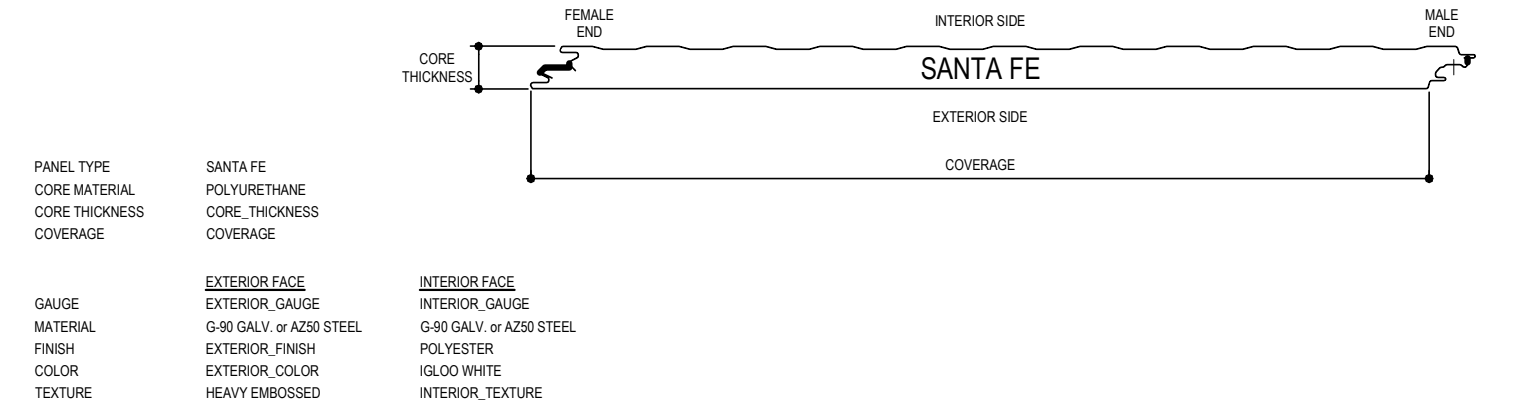 FEMALE
END
INTERIOR SIDE
MALE
END
CORE
THICKNESS
SANTA FE
EXTERIOR SIDE
COVERAGE
PANEL TYPE SANTA FE
CORE MATERIAL POLYURETHANE
CORE THICKNESS CORE_THICKNESS
COVERAGE COVERAGE
EXTERIOR FACE INTERIOR FACE
GAUGE EXTERIOR_GAUGE INTERIOR_GAUGE
MATERIAL G-90 GALV. or AZ50 STEEL G-90 GALV. or AZ50 STEEL
FINISH EXTERIOR_FINISH POLYESTER
COLOR EXTERIOR_COLOR IGLOO WHITE
TEXTURE HEAVY EMBOSSED INTERIOR_TEXTURE